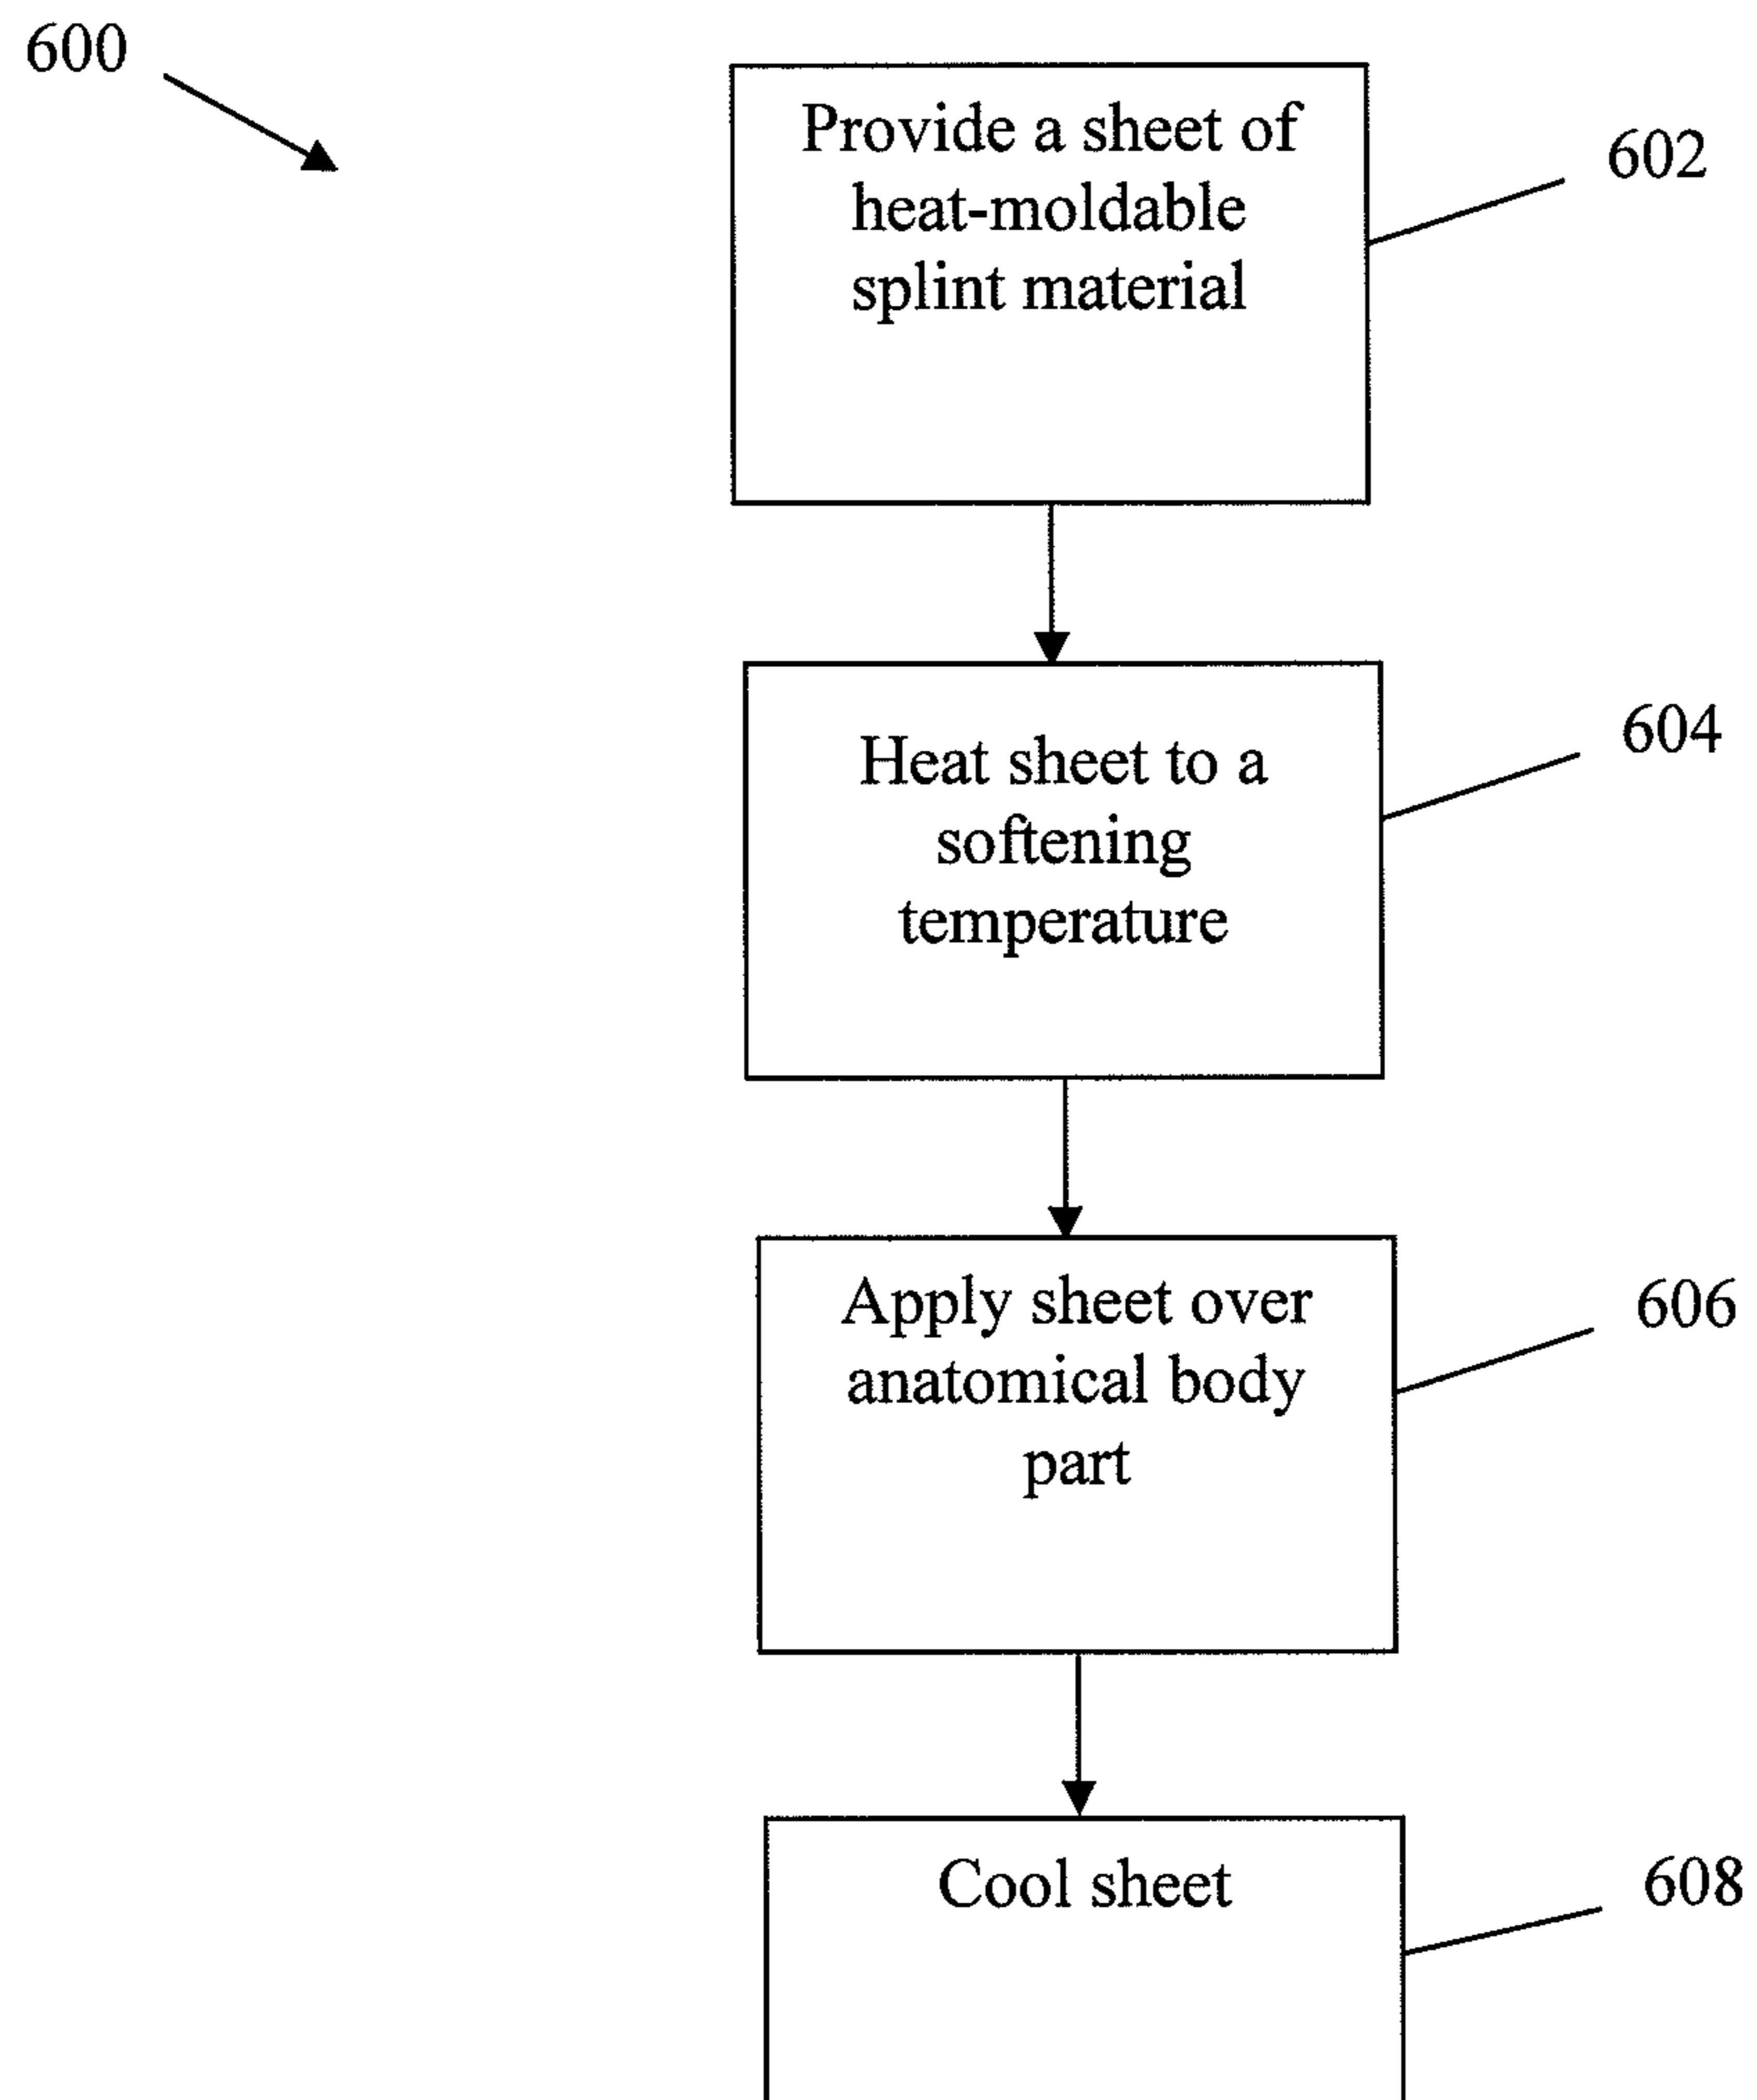 600
Provide a sheet of
heat-moldable
splint material
602
Heat sheet to a
softening
temperature
604
Apply sheet over
anatomical body
part
606
Cool sheet
608